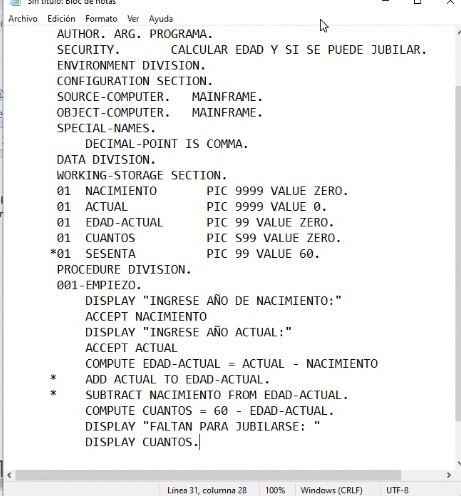 Sin título: Bloc de notas
Archivo Edición Formato Ver Ayuda
AUTHOR. ARG. PROGRAMA.
SECURITY. CALCULAR EDAD Y SI SE PUEDE JUBILAR.
ENVIRONMENT DIVISION.
CONFIGURATION SECTION.
SOURCE-COMPUTER. MAINFRAME.
OBJECT-COMPUTER. MAINFRAME.
SPECIAL-NAMES.
DECIMAL-POINT IS COMMA.
DATA DIVISION.
WORKING-STORAGE SECTION.
01 NACIMIENTO PIC 9999 VALUE ZERO.
01 ACTUAL PIC 9999 VALUE 0.
01 EDAD-ACTUAL PIC 99 VALUE ZERO.
01 CUANTOS PIC S99 VALUE ZERO.
*01 SESENTA PIC 99 VALUE 60.
PROCEDURE DIVISION.
001-EMPIEZO.
DISPLAY "INGRESE AÑO DE NACIMIENTO:"
ACCEPT NACIMIENTO
DISPLAY "INGRESE AÑO ACTUAL:"
ACCEPT ACTUAL
COMPUTE EDAD-ACTUAL = ACTUAL - NACIMIENTO
* ADD ACTUAL TO EDAD-ACTUAL.
* SUBTRACT NACIMIENTO FROM EDAD-ACTUAL.
COMPUTE CUANTOS = 60 - EDAD-ACTUAL.
DISPLAY "FALTAN PARA JUBILARSE: "
DISPLAY CUANTOS.
Línea 31, columna 28 100% Windows (CRLF) UTF-8